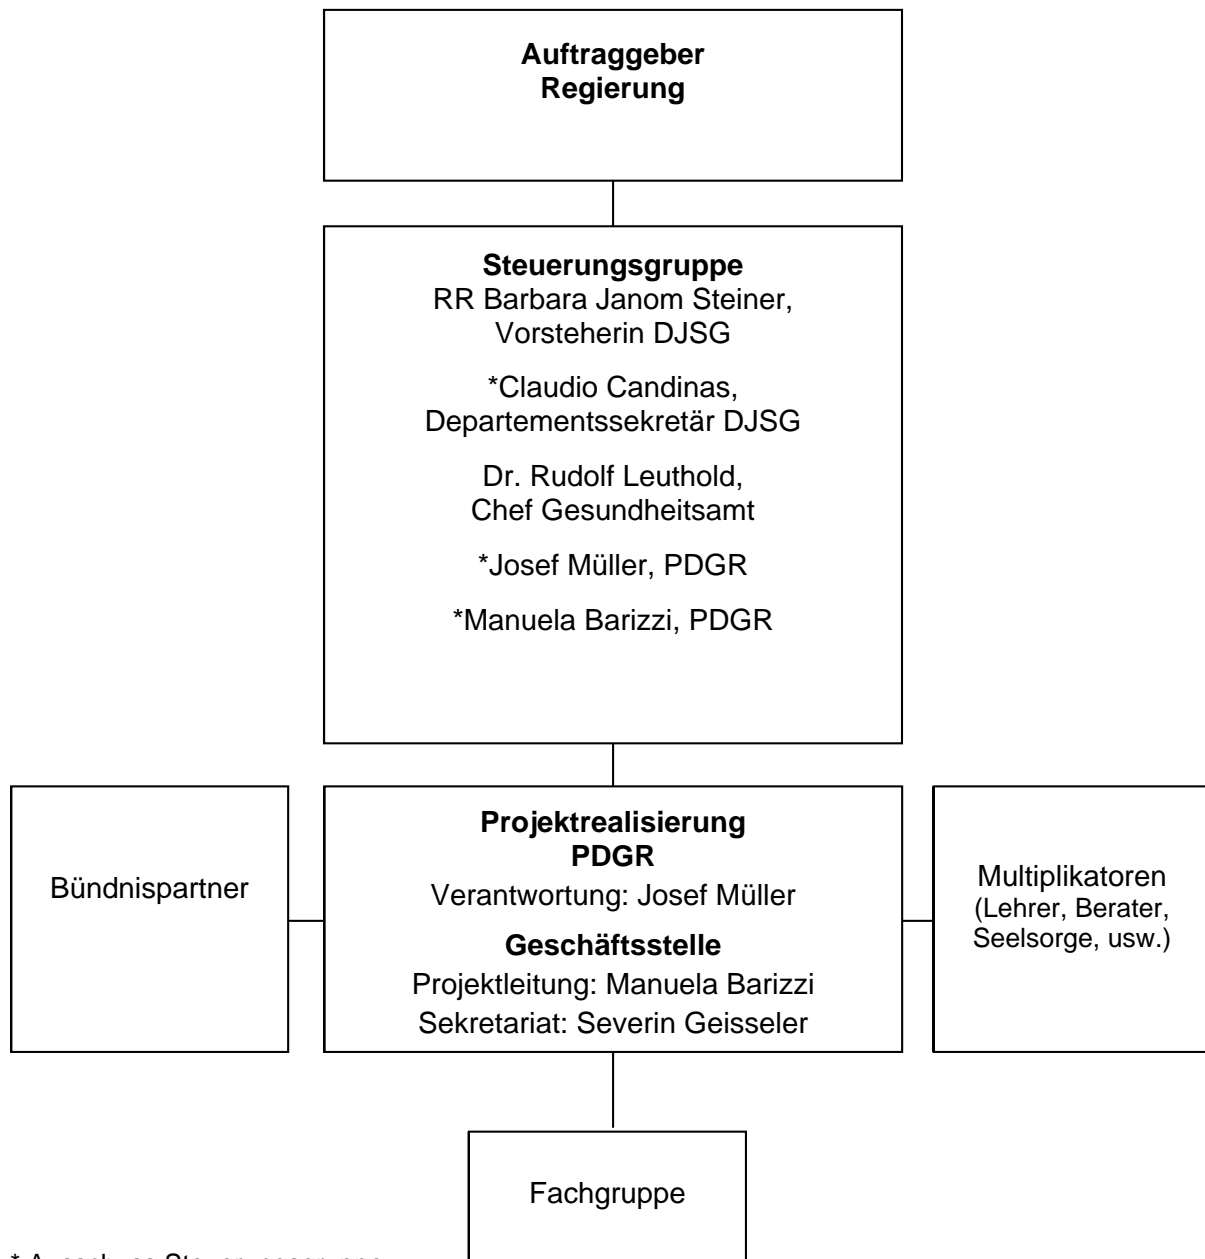 Auftraggeber
Regierung
Steuerungsgruppe
RR Barbara Janom Steiner,
Vorsteherin DJSG
*Claudio Candinas,
Departementssekretär DJSG
Dr. Rudolf Leuthold,
Chef Gesundheitsamt
*Josef Müller, PDGR
*Manuela Barizzi, PDGR
Bündnispartner
Projektrealisierung
PDGR
Verantwortung: Josef Müller
Geschäftsstelle
Projektleitung: Manuela Barizzi
Sekretariat: Severin Geisseler
Multiplikatoren
(Lehrer, Berater,
Seelsorge, usw.)
Fachgruppe
* Ausschuss Steuerungsgruppe